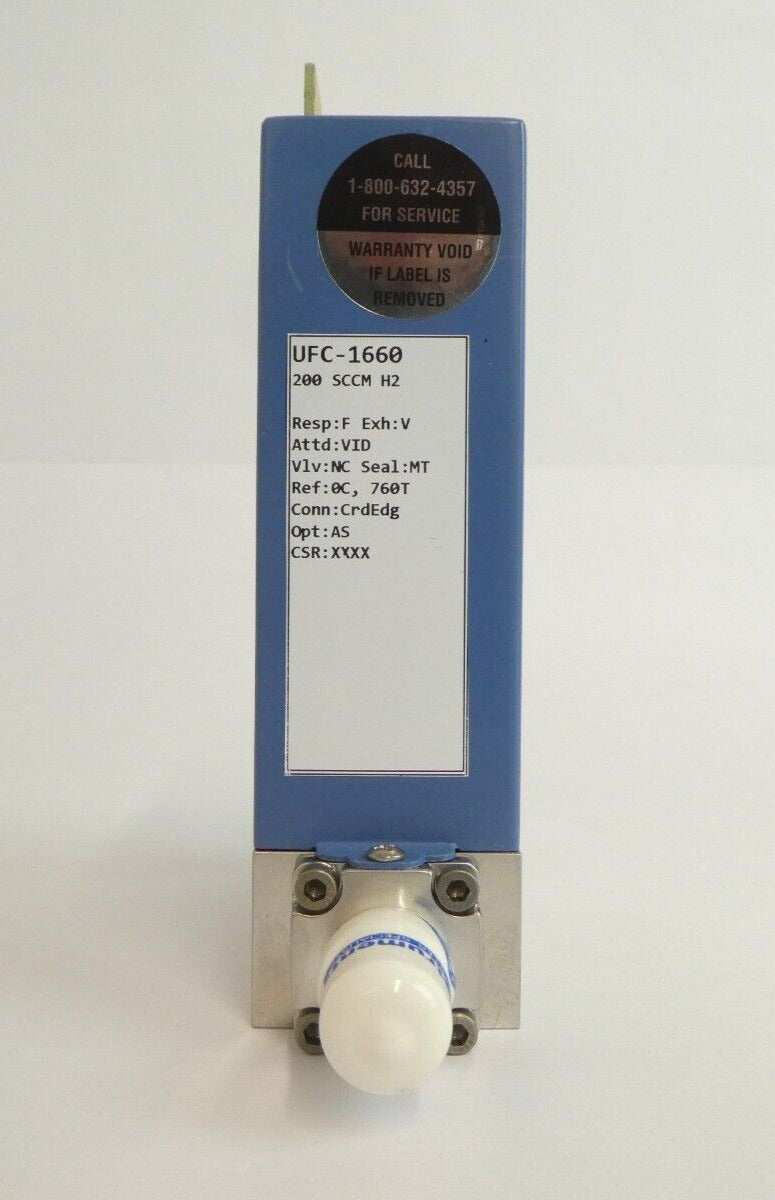 CALL
1-800-632-4357
FOR SERVICE
WARRANTY VOID
IF LABEL IS
REMOVED
UFC-1660
200 SCCM H2
Resp:F Exh:V
Attd:VID
Vlv:NC Seal:MT
Ref:0C, 760T
Conn:CrdEdg
Opt:AS
CSR:XXXX